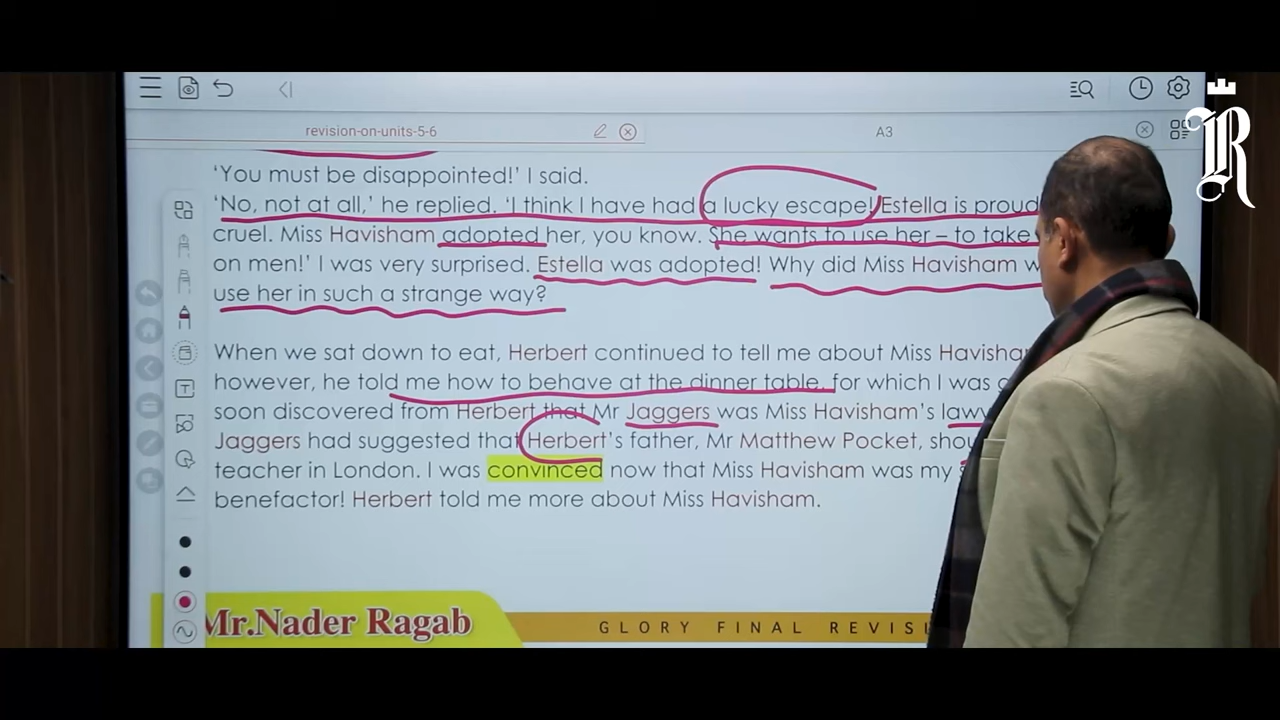 revision-on-units-5-6
A3
R
'You must be disappointed!' I said.
'No, not at all,' he replied. 'I think I have had a lucky escape! Estella is proud
cruel. Miss Havisham adopted her, you know. She wants to use her – to take
on men!' I was very surprised. Estella was adopted! Why did Miss Havisham
use her in such a strange way?
When we sat down to eat, Herbert continued to tell me about Miss
however, he told me how to behave at the dinner table, for which I was
soon discovered from Herbert that Mr Jaggers was Miss Havisham's
Jaggers had suggested that Herbert's father, Mr Matthew Pocket,
teacher in London. I was convinced now that Miss Havisham was my
benefactor! Herbert told me more about Miss Havisham.
Mr.Nader Ragab
GLORY FINAL
T